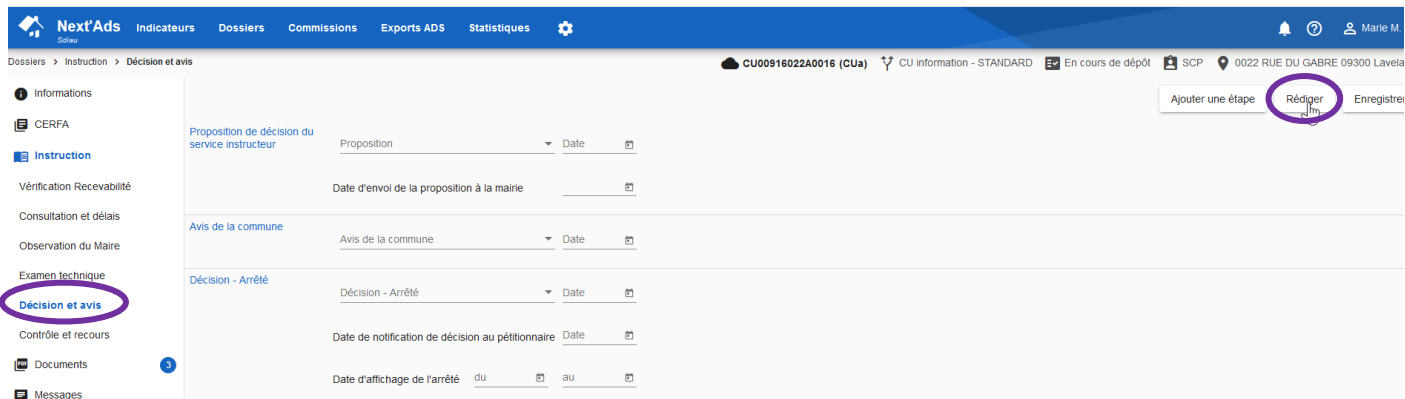 Next'Ads Indicateurs Dossiers Commissions Exports ADS Statistiques Marie M.
Sdiau
Dossiers > Instruction > Décision et avis CU00916022A0016 (CUa) CU information - STANDARD En cours de dépôt SCP 0022 RUE DU GABRE 09300 Lavela
Informations
Ajouter une étape Rédiger Enregistrer
CERFA
Proposition de décision du
service instructeur Proposition Date
Instruction
Vérification Recevabilité Date d'envoi de la proposition à la mairie
Consultation et délais
Avis de la commune
Avis de la commune Date
Observation du Maire
Examen technique
Décision - Arrêté
Décision - Arrêté Date
Décision et avis
Contrôle et recours Date de notification de décision au pétitionnaire Date
Documents 3
Date d'affichage de l'arrêté du au
Messages